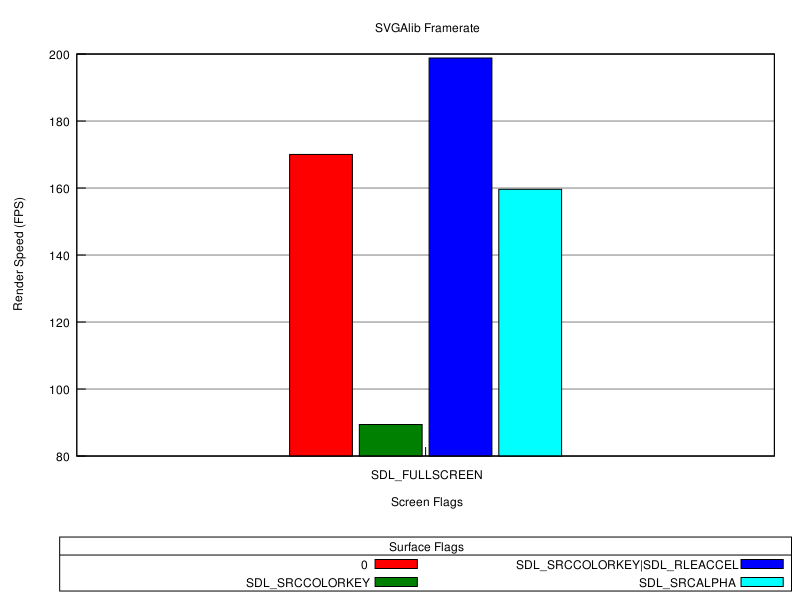 SVGAlib Framerate
200
180
160
140
120
100
80
Render Speed (FPS)
SDL_FULLSCREEN
Screen Flags
Surface Flags
0 SDL_SRCCOLORKEY|SDL_RLEACCEL
SDL_SRCCOLORKEY SDL_SRCALPHA